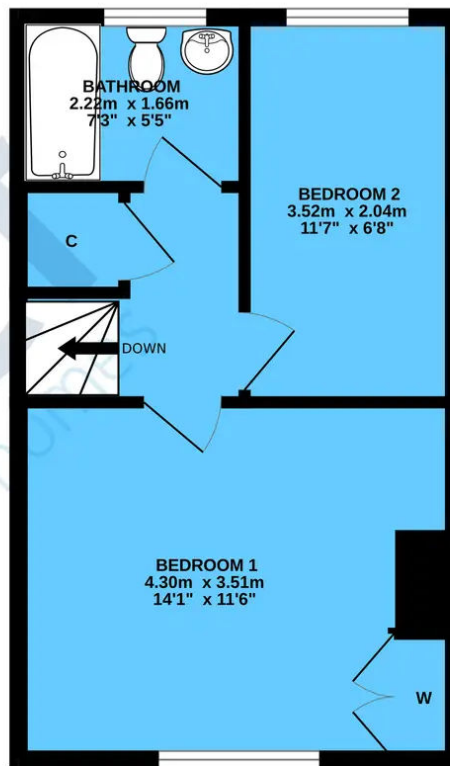 BATHROOM
2.22m x 1.66m
7'3" x 5'5"
BEDROOM 2
3.52m x 2.04m
11'7" x 6'8"
C
DOWN
BEDROOM 1
4.30m x 3.51m
14'1" x 11'6"
W